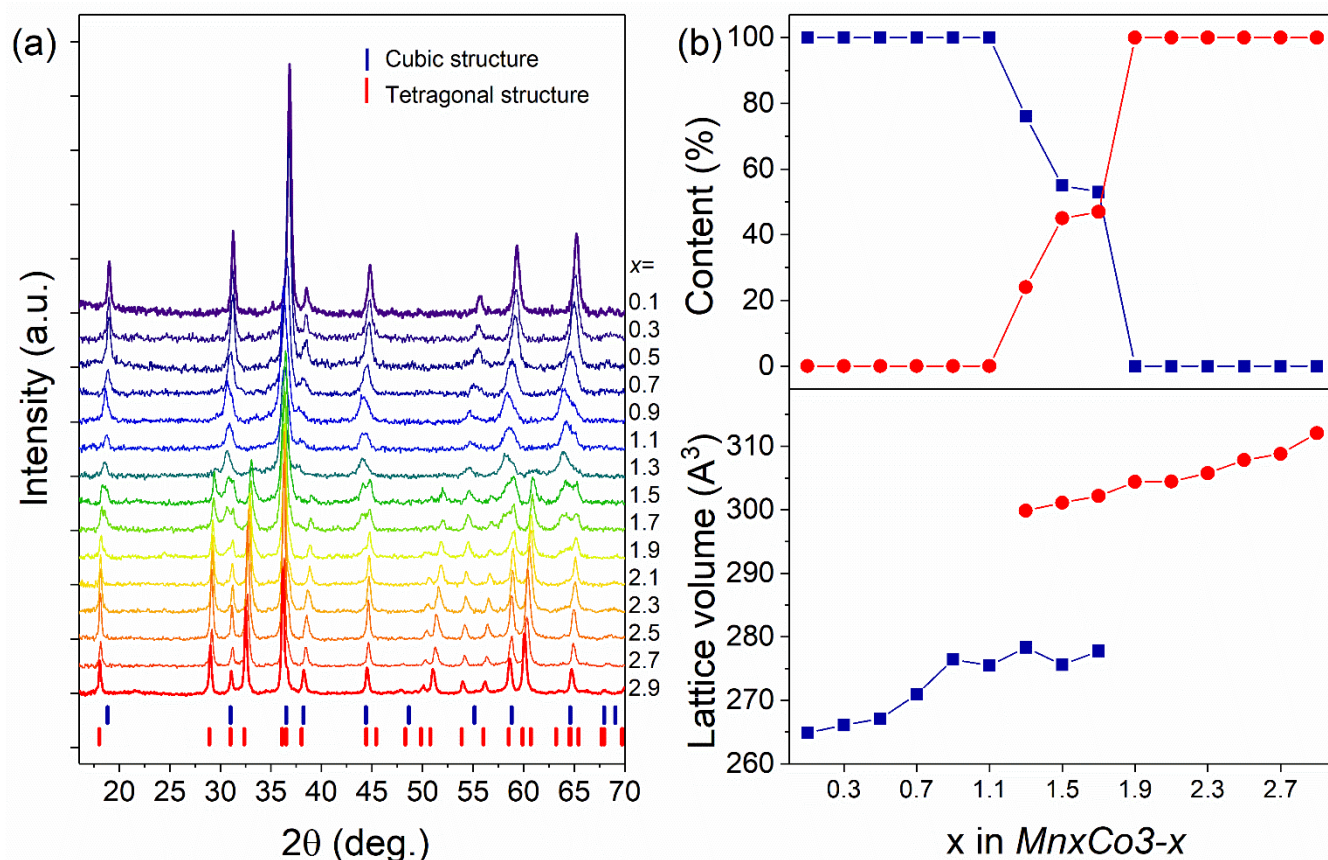 (a)
Cubic structure
Tetragonal structure
x=
0.1
0.3
0.5
0.7
0.9
1.1
1.3
1.5
1.7
1.9
2.1
2.3
2.5
2.7
2.9
Intensity (a.u.)
20 25 30 35 40 45 50 55 60 65 70
2θ (deg.)
(b)
100
80
60
40
20
0
Content (%)
310
300
290
280
270
260
Lattice volume (A³)
0.3 0.7 1.1 1.5 1.9 2.3 2.7
x in MnxCo3-x